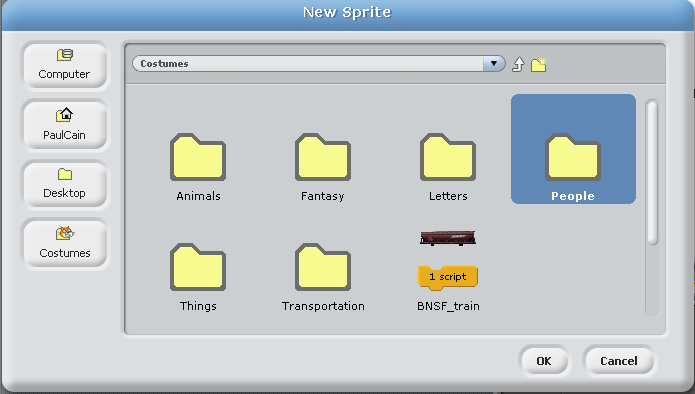 New Sprite
Computer
PaulCain
Desktop
Costumes
Costumes
Animals
Fantasy
Letters
People
Things
Transportation
1 script
BNSF_train
OK
Cancel